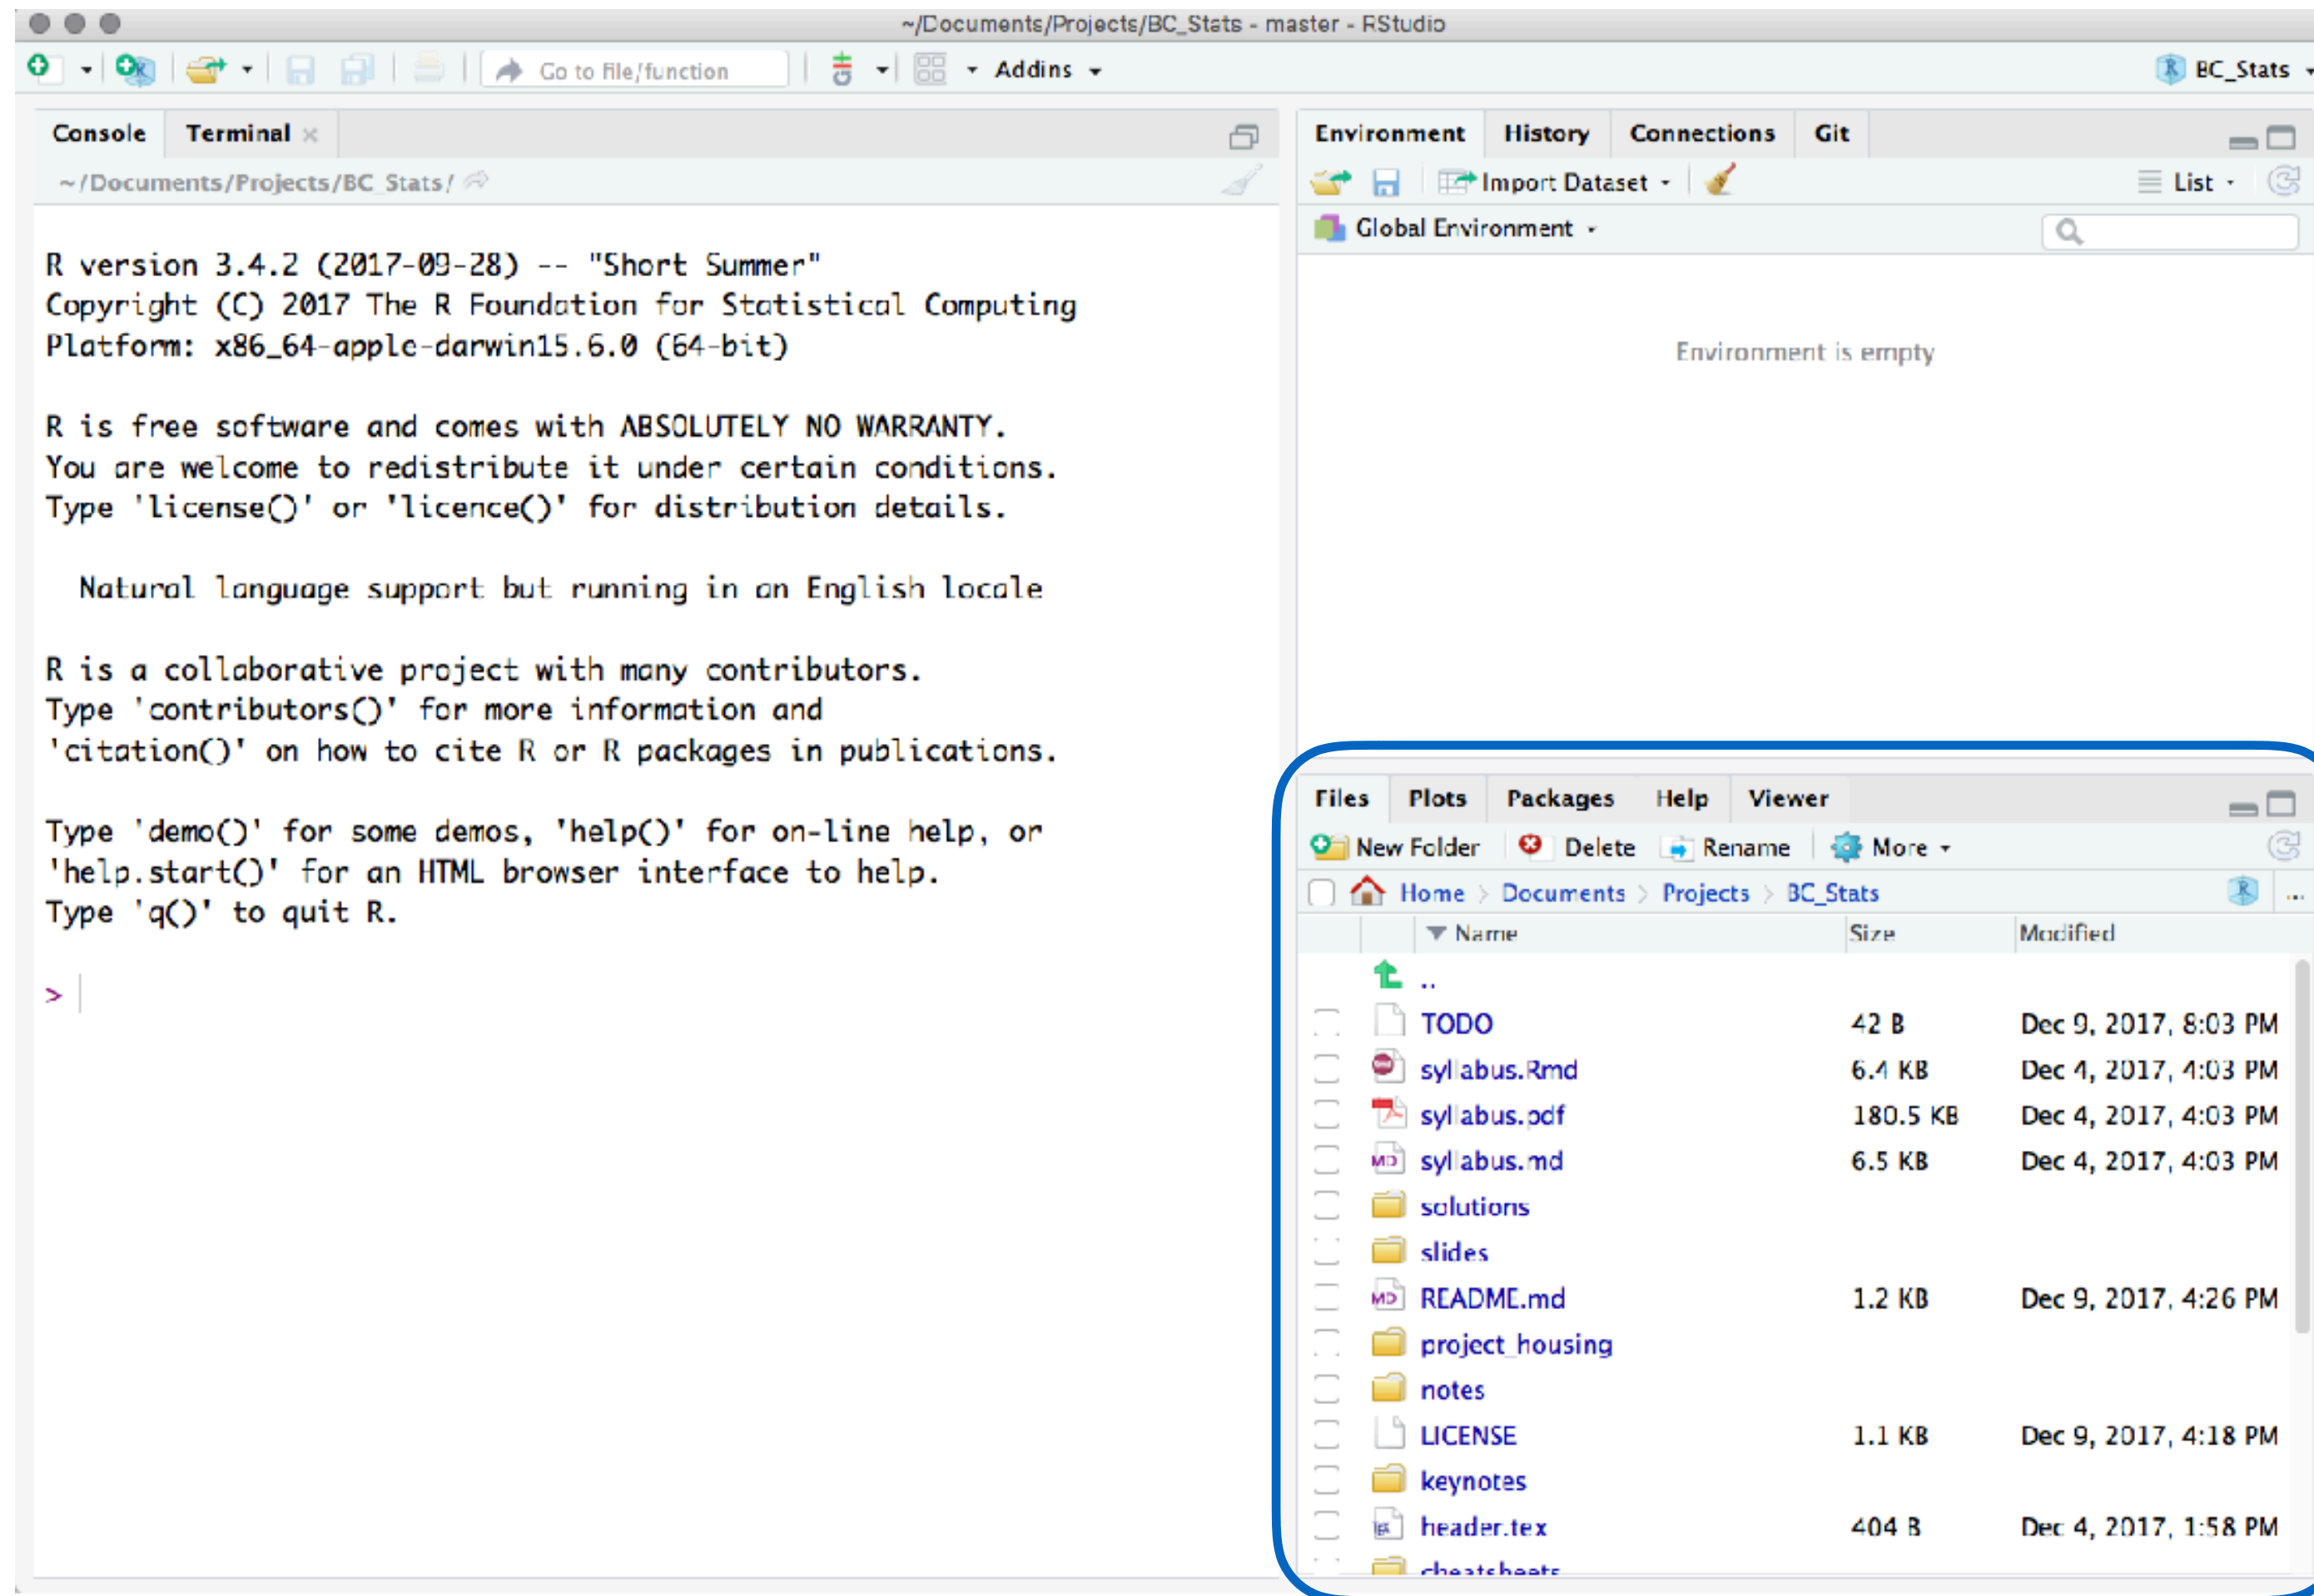 ~/Documents/Projects/BC_Stats - master - RStudio
Go to file/function
Addins
BC_Stats
Console Terminal
~/Documents/Projects/BC_Stats/
R version 3.4.2 (2017-09-28) -- "Short Summer"
Copyright (C) 2017 The R Foundation for Statistical Computing
Platform: x86_64-apple-darwin15.6.0 (64-bit)
R is free software and comes with ABSOLUTELY NO WARRANTY.
You are welcome to redistribute it under certain conditions.
Type 'license()' or 'licence()' for distribution details.
Natural language support but running in an English locale
R is a collaborative project with many contributors.
Type 'contributors()' for more information and
'citation()' on how to cite R or R packages in publications.
Type 'demo()' for some demos, 'help()' for on-line help, or
'help.start()' for an HTML browser interface to help.
Type 'q()' to quit R.
>
Environment History Connections Git
Import Dataset List
Global Environment
Environment is empty
Files Plots Packages Help Viewer
New Folder Delete Rename More
Home > Documents > Projects > BC_Stats ...
Name Size Modified
..
TODO 42 B Dec 9, 2017, 8:03 PM
syllabus.Rmd 6.4 KB Dec 4, 2017, 4:03 PM
syllabus.pdf 180.5 KB Dec 4, 2017, 4:03 PM
MD syllabus.md 6.5 KB Dec 4, 2017, 4:03 PM
solutions
slides
MD README.md 1.2 KB Dec 9, 2017, 4:26 PM
project_housing
notes
LICENSE 1.1 KB Dec 9, 2017, 4:18 PM
keynotes
TEX header.tex 404 B Dec 4, 2017, 1:58 PM
cheatsheets